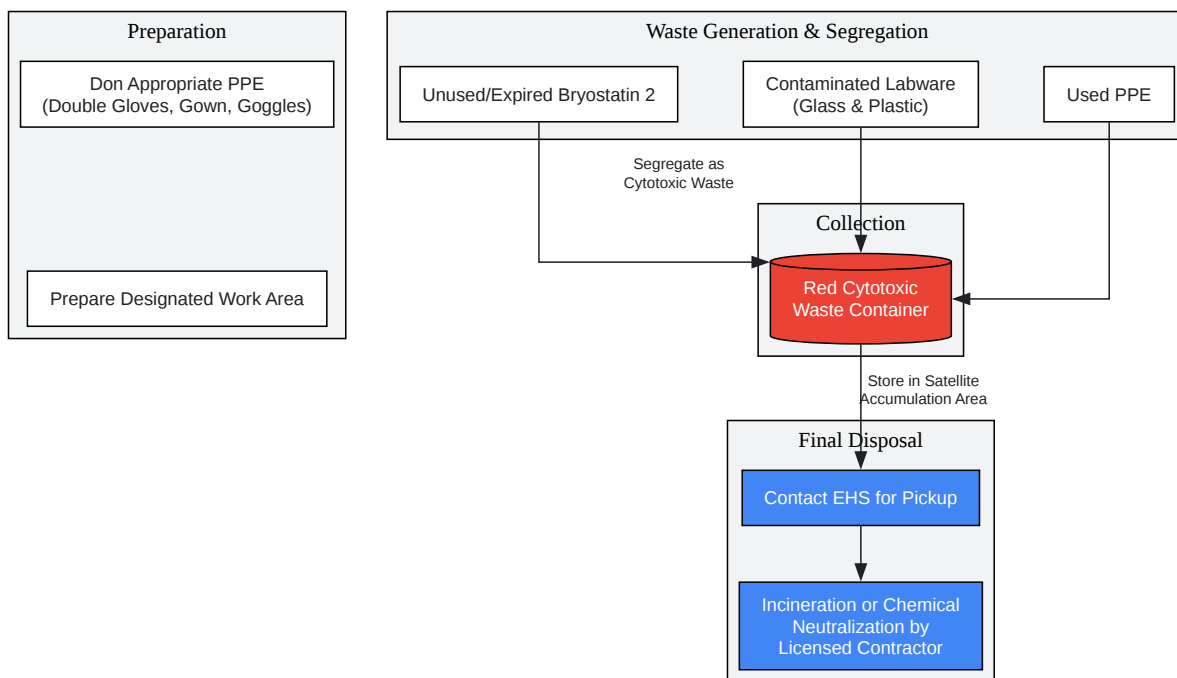 Preparation
Don Appropriate PPE
(Double Gloves, Gown, Goggles)
Prepare Designated Work Area
Waste Generation & Segregation
Unused/Expired Bryostatin 2
Contaminated Labware
(Glass & Plastic)
Used PPE
Segregate as
Cytotoxic Waste
Collection
Red Cytotoxic
Waste Container
Store in Satellite
Accumulation Area
Final Disposal
Contact EHS for Pickup
Incineration or Chemical
Neutralization by
Licensed Contractor